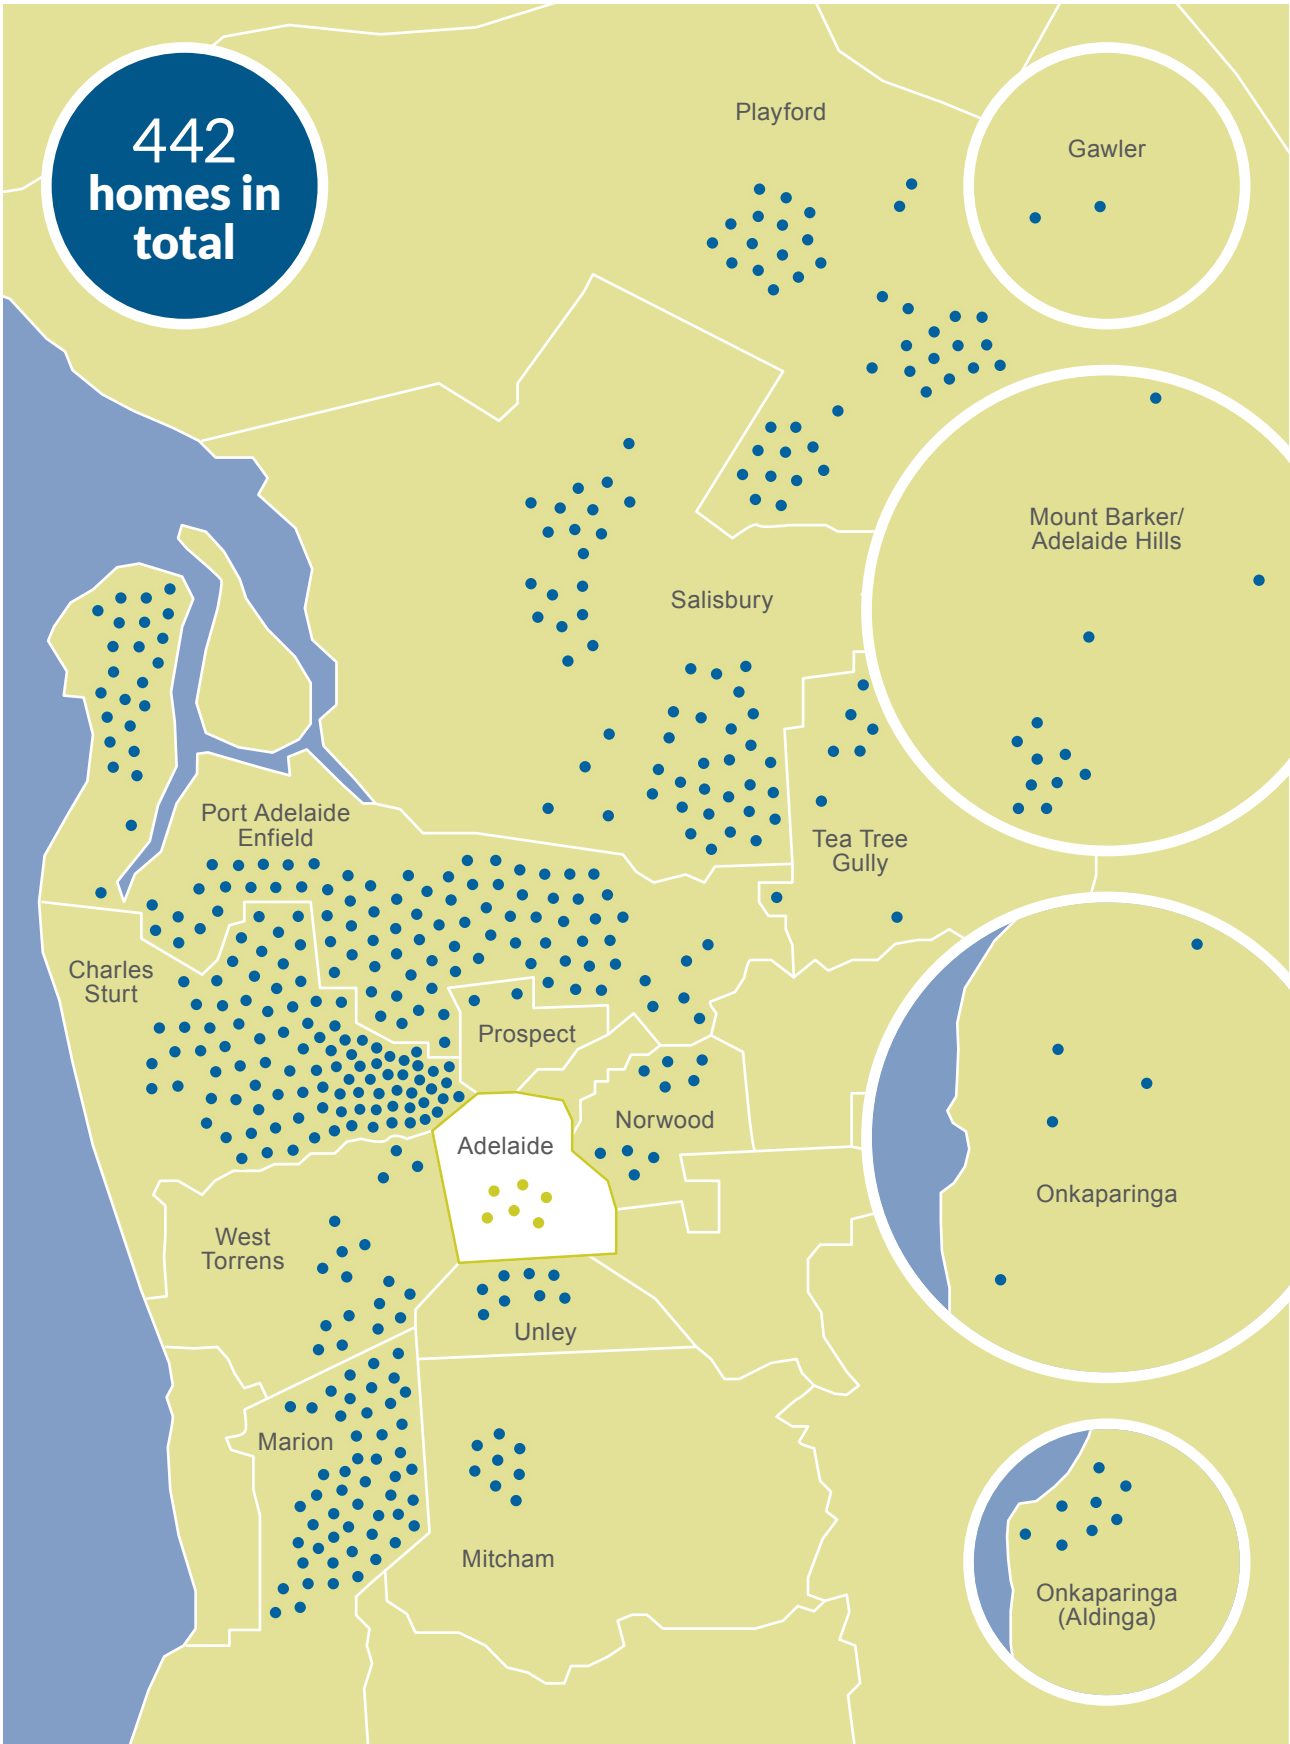 442
homes in
total
Playford
Gawler
Mount Barker/
Adelaide Hills
Salisbury
Port Adelaide
Enfield
Tea Tree
Gully
Charles
Sturt
Prospect
Norwood
Adelaide
Onkaparinga
West
Torrens
Unley
Marion
Mitcham
Onkaparinga
(Aldinga)